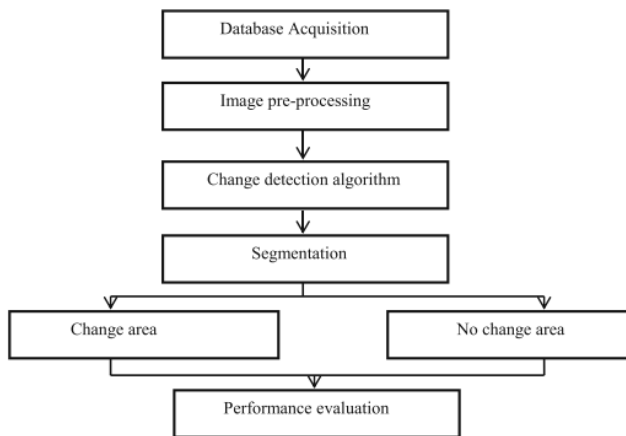 Database Acquisition
Image pre-processing
Change detection algorithm
Segmentation
Change area
No change area
Performance evaluation